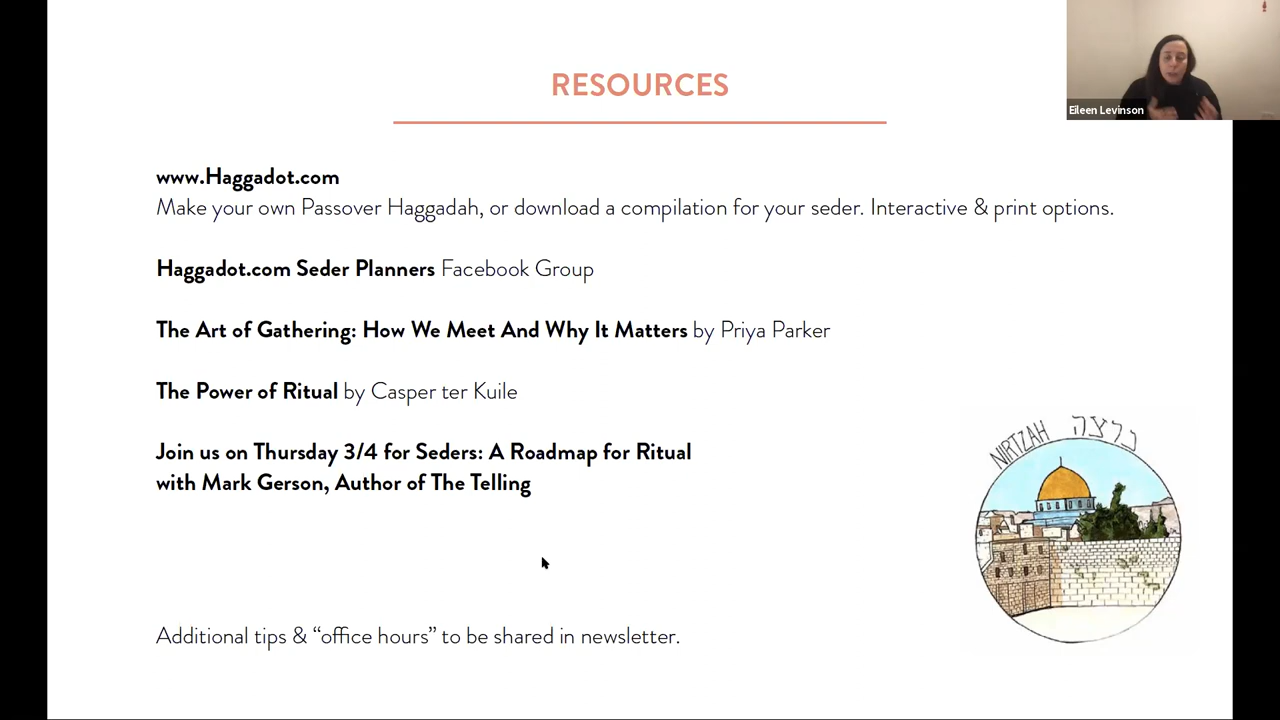 RESOURCES
Eileen Levinson
www.Haggadot.com
Make your own Passover Haggadah, or download a compilation for your seder. Interactive & print options.
Haggadot.com Seder Planners Facebook Group
The Art of Gathering: How We Meet And Why It Matters by Priya Parker
The Power of Ritual by Casper ter Kuile
Join us on Thursday 3/4 for Seders: A Roadmap for Ritual
with Mark Gerson, Author of The Telling
NIRTZAH נרצה
Additional tips & “office hours” to be shared in newsletter.